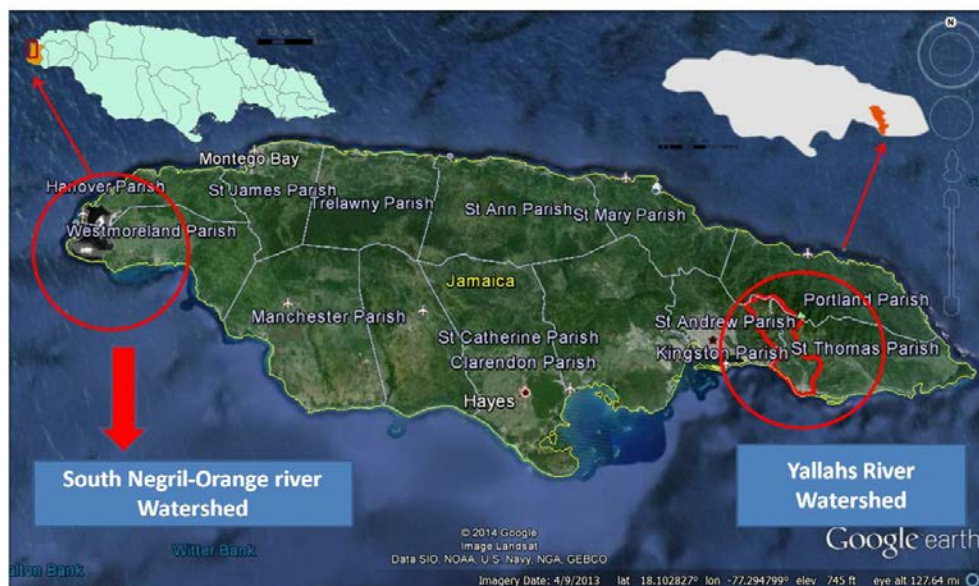 N
Montego Bay
Hanover Parish
St James Parish
Trelawny Parish
St Ann Parish
St Mary Parish
Westmoreland Parish
Jamaica
Portland Parish
Manchester Parish
St Andrew Parish
St Catherine Parish
Kingston Parish
St Thomas Parish
Clarendon Parish
Hayes
South Negril-Orange river
Watershed
Yallahs River
Watershed
© 2014 Google
Image Landsat
Data SIO, NOAA, U.S. Navy, NGA, GEBCO
Google earth
Witter Bank
Bank
Imagery Date: 4/9/2013 lat 18.102827° lon -77.294799° elev 745 ft eye alt 127.64 mi